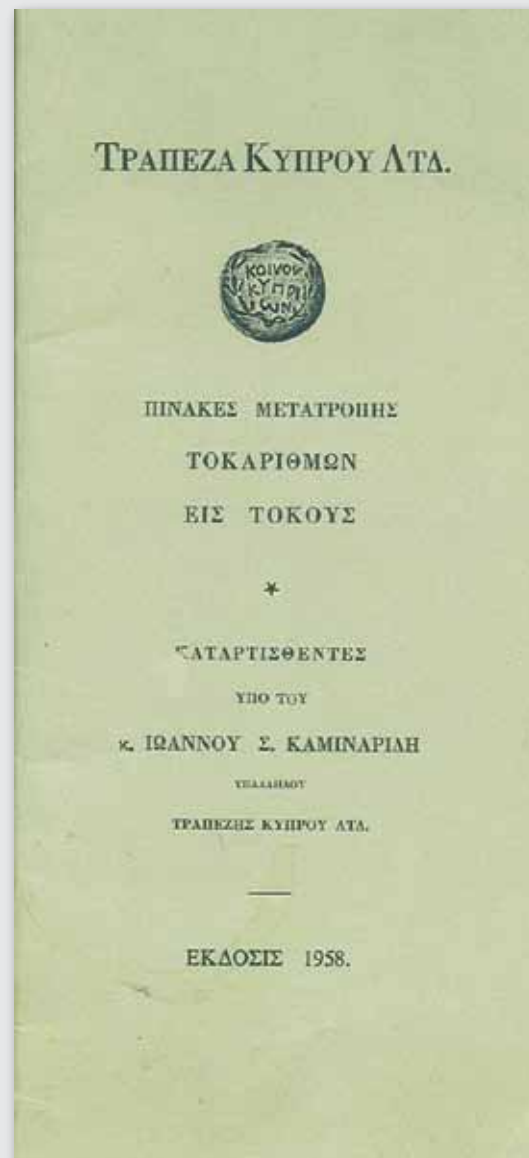 ΤΡΑΠΕΖΑ ΚΥΠΡΟΥ ΛΤΔ.
ΚΟΙΝΟΝ
ΚΥΠΡΙ
ΩΝ
ΠΙΝΑΚΕΣ ΜΕΤΑΤΡΟΠΗΣ
ΤΟΚΑΡΙΘΜΩΝ
ΕΙΣ ΤΟΚΟΥΣ
*
ΚΑΤΑΡΤΙΣΘΕΝΤΕΣ
ΥΠΟ ΤΟΥ
κ. ΙΩΑΝΝΟΥ Σ. ΚΑΜΙΝΑΡΙΔΗ
ΥΠΑΛΛΗΛΟΥ
ΤΡΑΠΕΖΗΣ ΚΥΠΡΟΥ ΛΤΔ.
ΕΚΔΟΣΙΣ 1958.